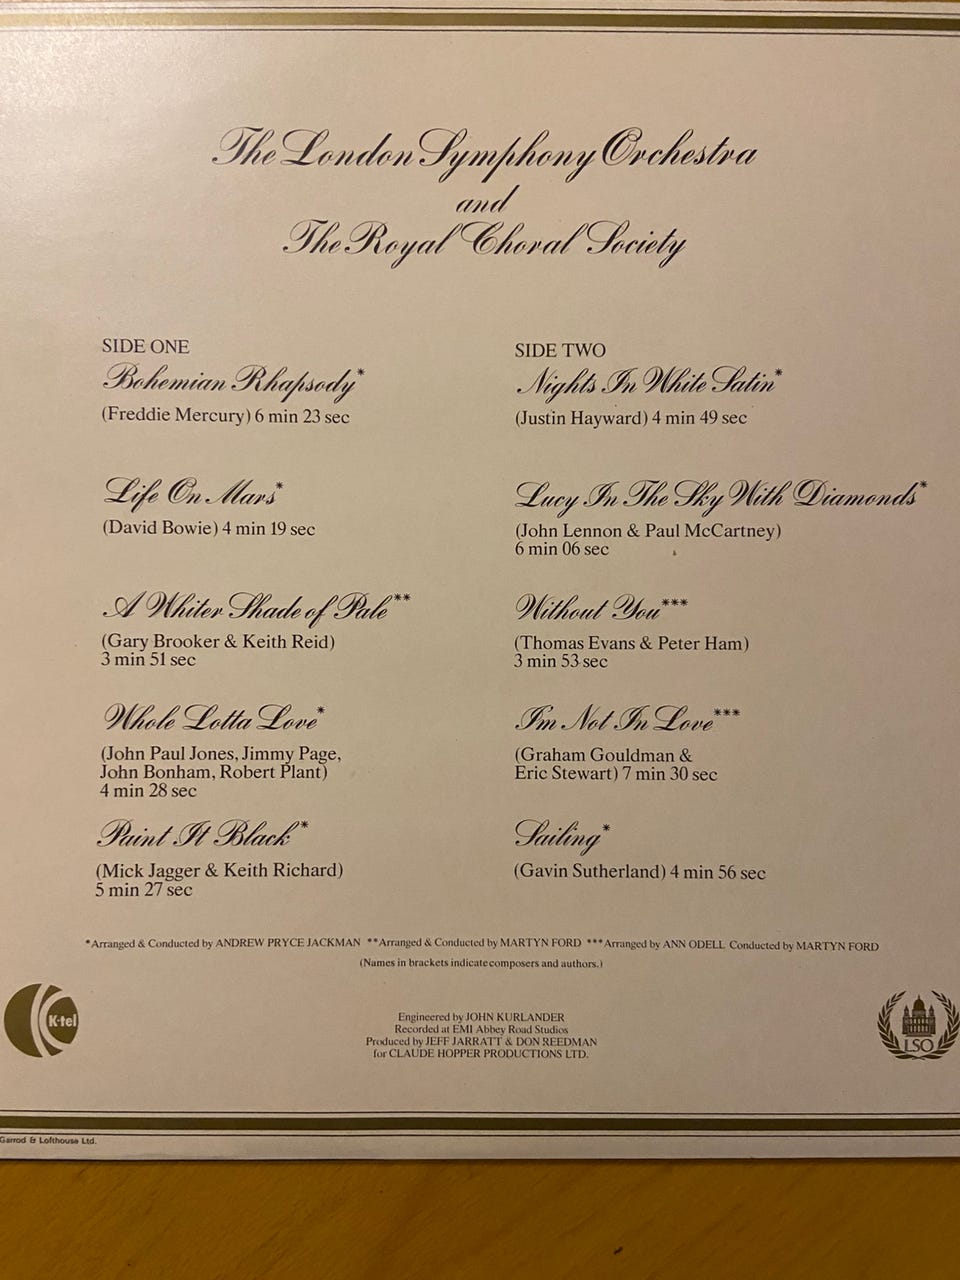 The London Symphony Orchestra
and
The Royal Choral Society
SIDE ONE
Bohemian Rhapsody*
(Freddie Mercury) 6 min 23 sec
Life On Mars*
(David Bowie) 4 min 19 sec
A Whiter Shade of Pale**
(Gary Brooker & Keith Reid)
3 min 51 sec
Whole Lotta Love*
(John Paul Jones, Jimmy Page,
John Bonham, Robert Plant)
4 min 28 sec
Paint It Black*
(Mick Jagger & Keith Richard)
5 min 27 sec
SIDE TWO
Nights In White Satin*
(Justin Hayward) 4 min 49 sec
Lucy In The Sky With Diamonds*
(John Lennon & Paul McCartney)
6 min 06 sec
Without You***
(Thomas Evans & Peter Ham)
3 min 53 sec
I'm Not In Love***
(Graham Gouldman &
Eric Stewart) 7 min 30 sec
Sailing*
(Gavin Sutherland) 4 min 56 sec
*Arranged & Conducted by ANDREW PRYCE JACKMAN **Arranged & Conducted by MARTYN FORD ***Arranged by ANN ODELL Conducted by MARTYN FORD
(Names in brackets indicate composers and authors.)
K-tel
Engineered by JOHN KURLANDER
Recorded at EMI Abbey Road Studios
Produced by JEFF JARRATT & DON REEDMAN
for CLAUDE HOPPER PRODUCTIONS LTD.
LSO
Garrod & Lofthouse Ltd.